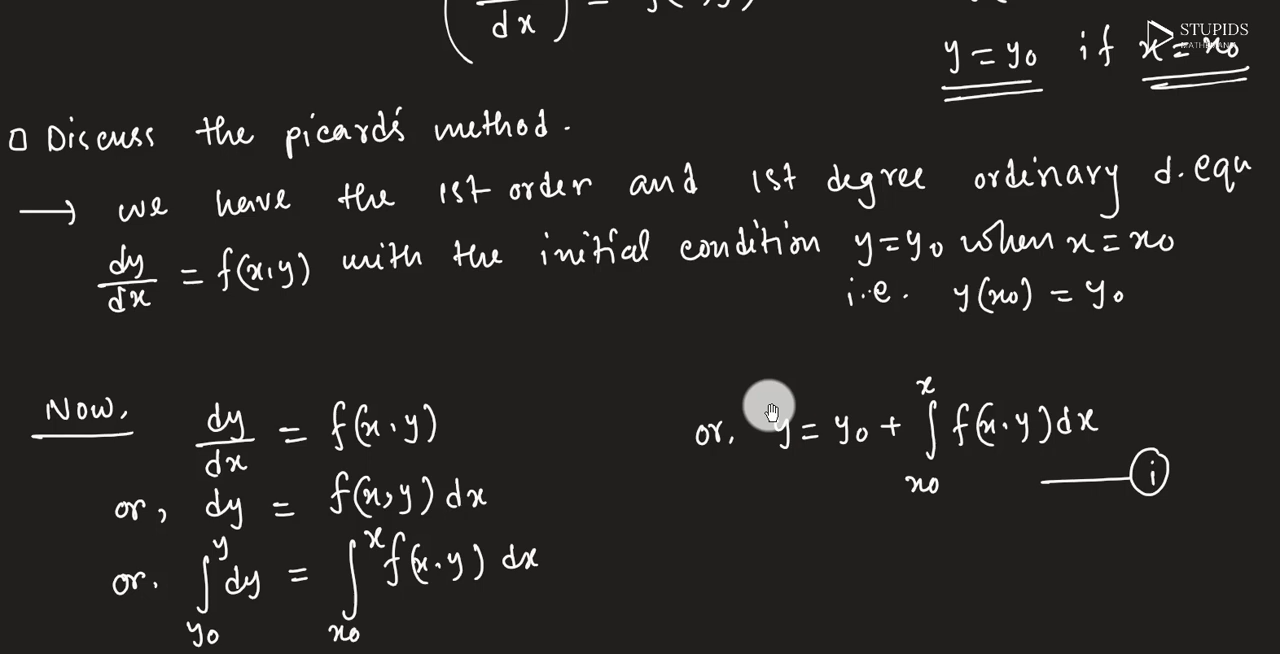 dx
y = y0 if x = x0
STUPIDS
□ Discuss the picard's method.
→ we have the 1st order and 1st degree ordinary d. equ
dy/dx = f(x,y) with the initial condition y = y0 when x = x0
i.e. y(x0) = y0
Now, dy/dx = f(x,y)
or, dy = f(x,y) dx
or. ∫_{y0}^{y} dy = ∫_{x0}^{x} f(x,y) dx
or. y = y0 + ∫_{x0}^{x} f(x,y) dx
— (i)